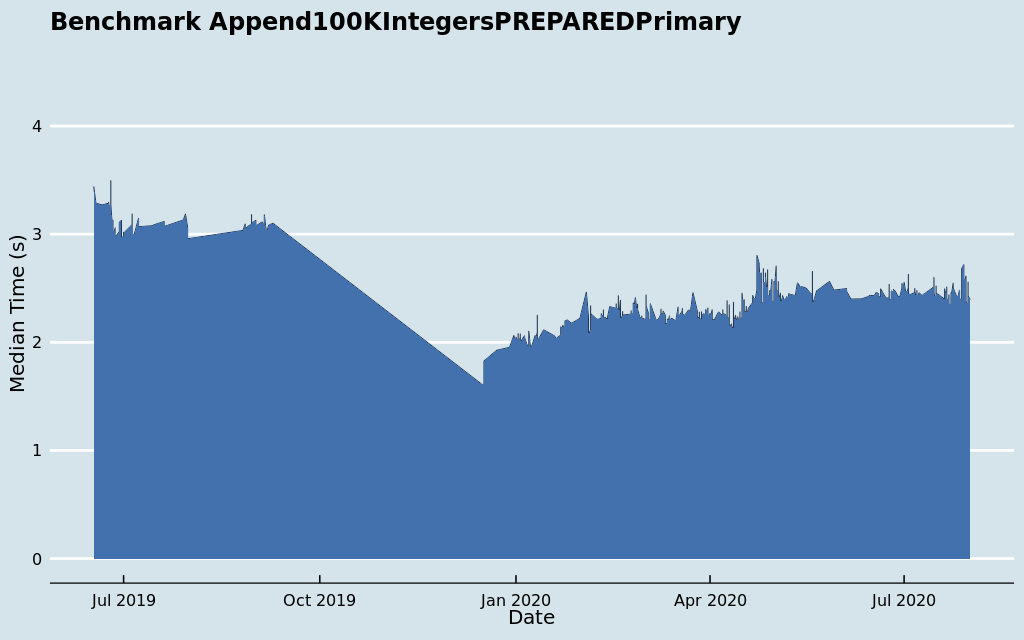 Benchmark Append100KIntegersPREPAREDPrimary
Median Time (s)
4
3
2
1
0
Jul 2019
Oct 2019
Jan 2020
Apr 2020
Jul 2020
Date